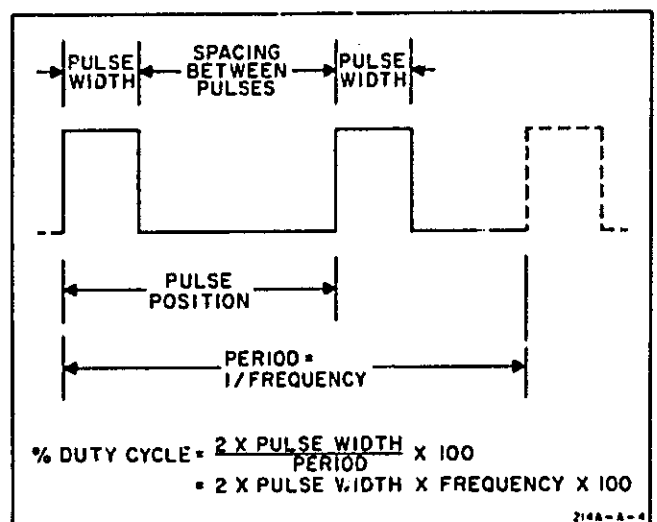 PULSE WIDTH
SPACING BETWEEN PULSES
PULSE WIDTH
PULSE POSITION
PERIOD =
1/FREQUENCY
% DUTY CYCLE = 2 X PULSE WIDTH / PERIOD X 100
= 2 X PULSE WIDTH X FREQUENCY X 100
214A-A-4